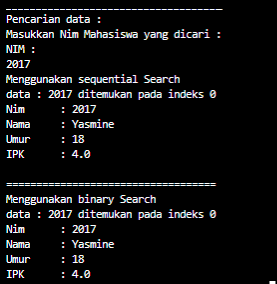 ____________________________________
Pencarian data :
Masukkan Nim Mahasiswa yang dicari :
NIM :
2017
Menggunakan sequential Search
data : 2017 ditemukan pada indeks 0
Nim      : 2017
Nama     : Yasmine
Umur     : 18
IPK      : 4.0
===================================
Menggunakan binary Search
data : 2017 ditemukan pada indeks 0
Nim      : 2017
Nama     : Yasmine
Umur     : 18
IPK      : 4.0